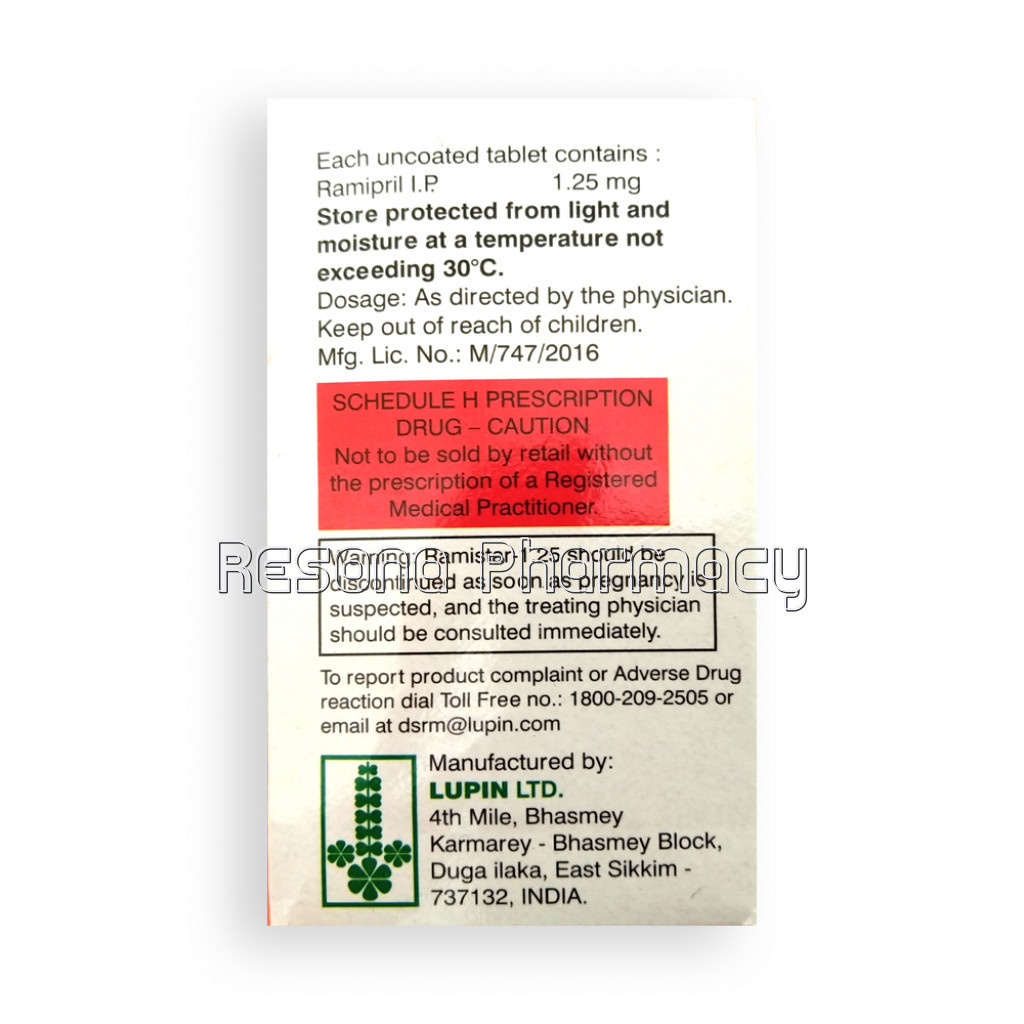 Each uncoated tablet contains :
Ramipril I.P. 1.25 mg
Store protected from light and
moisture at a temperature not
exceeding 30°C.
Dosage: As directed by the physician.
Keep out of reach of children.
Mfg. Lic. No.: M/747/2016
SCHEDULE H PRESCRIPTION
DRUG – CAUTION
Not to be sold by retail without
the prescription of a Registered
Medical Practitioner.
Resona Pharmacy
Warning: Ramistar-1.25 should be
discontinued as soon as pregnancy is
suspected, and the treating physician
should be consulted immediately.
To report product complaint or Adverse Drug
reaction dial Toll Free no.: 1800-209-2505 or
email at dsrm@lupin.com
Manufactured by:
LUPIN LTD.
4th Mile, Bhasmey
Karmarey - Bhasmey Block,
Duga ilaka, East Sikkim -
737132, INDIA.